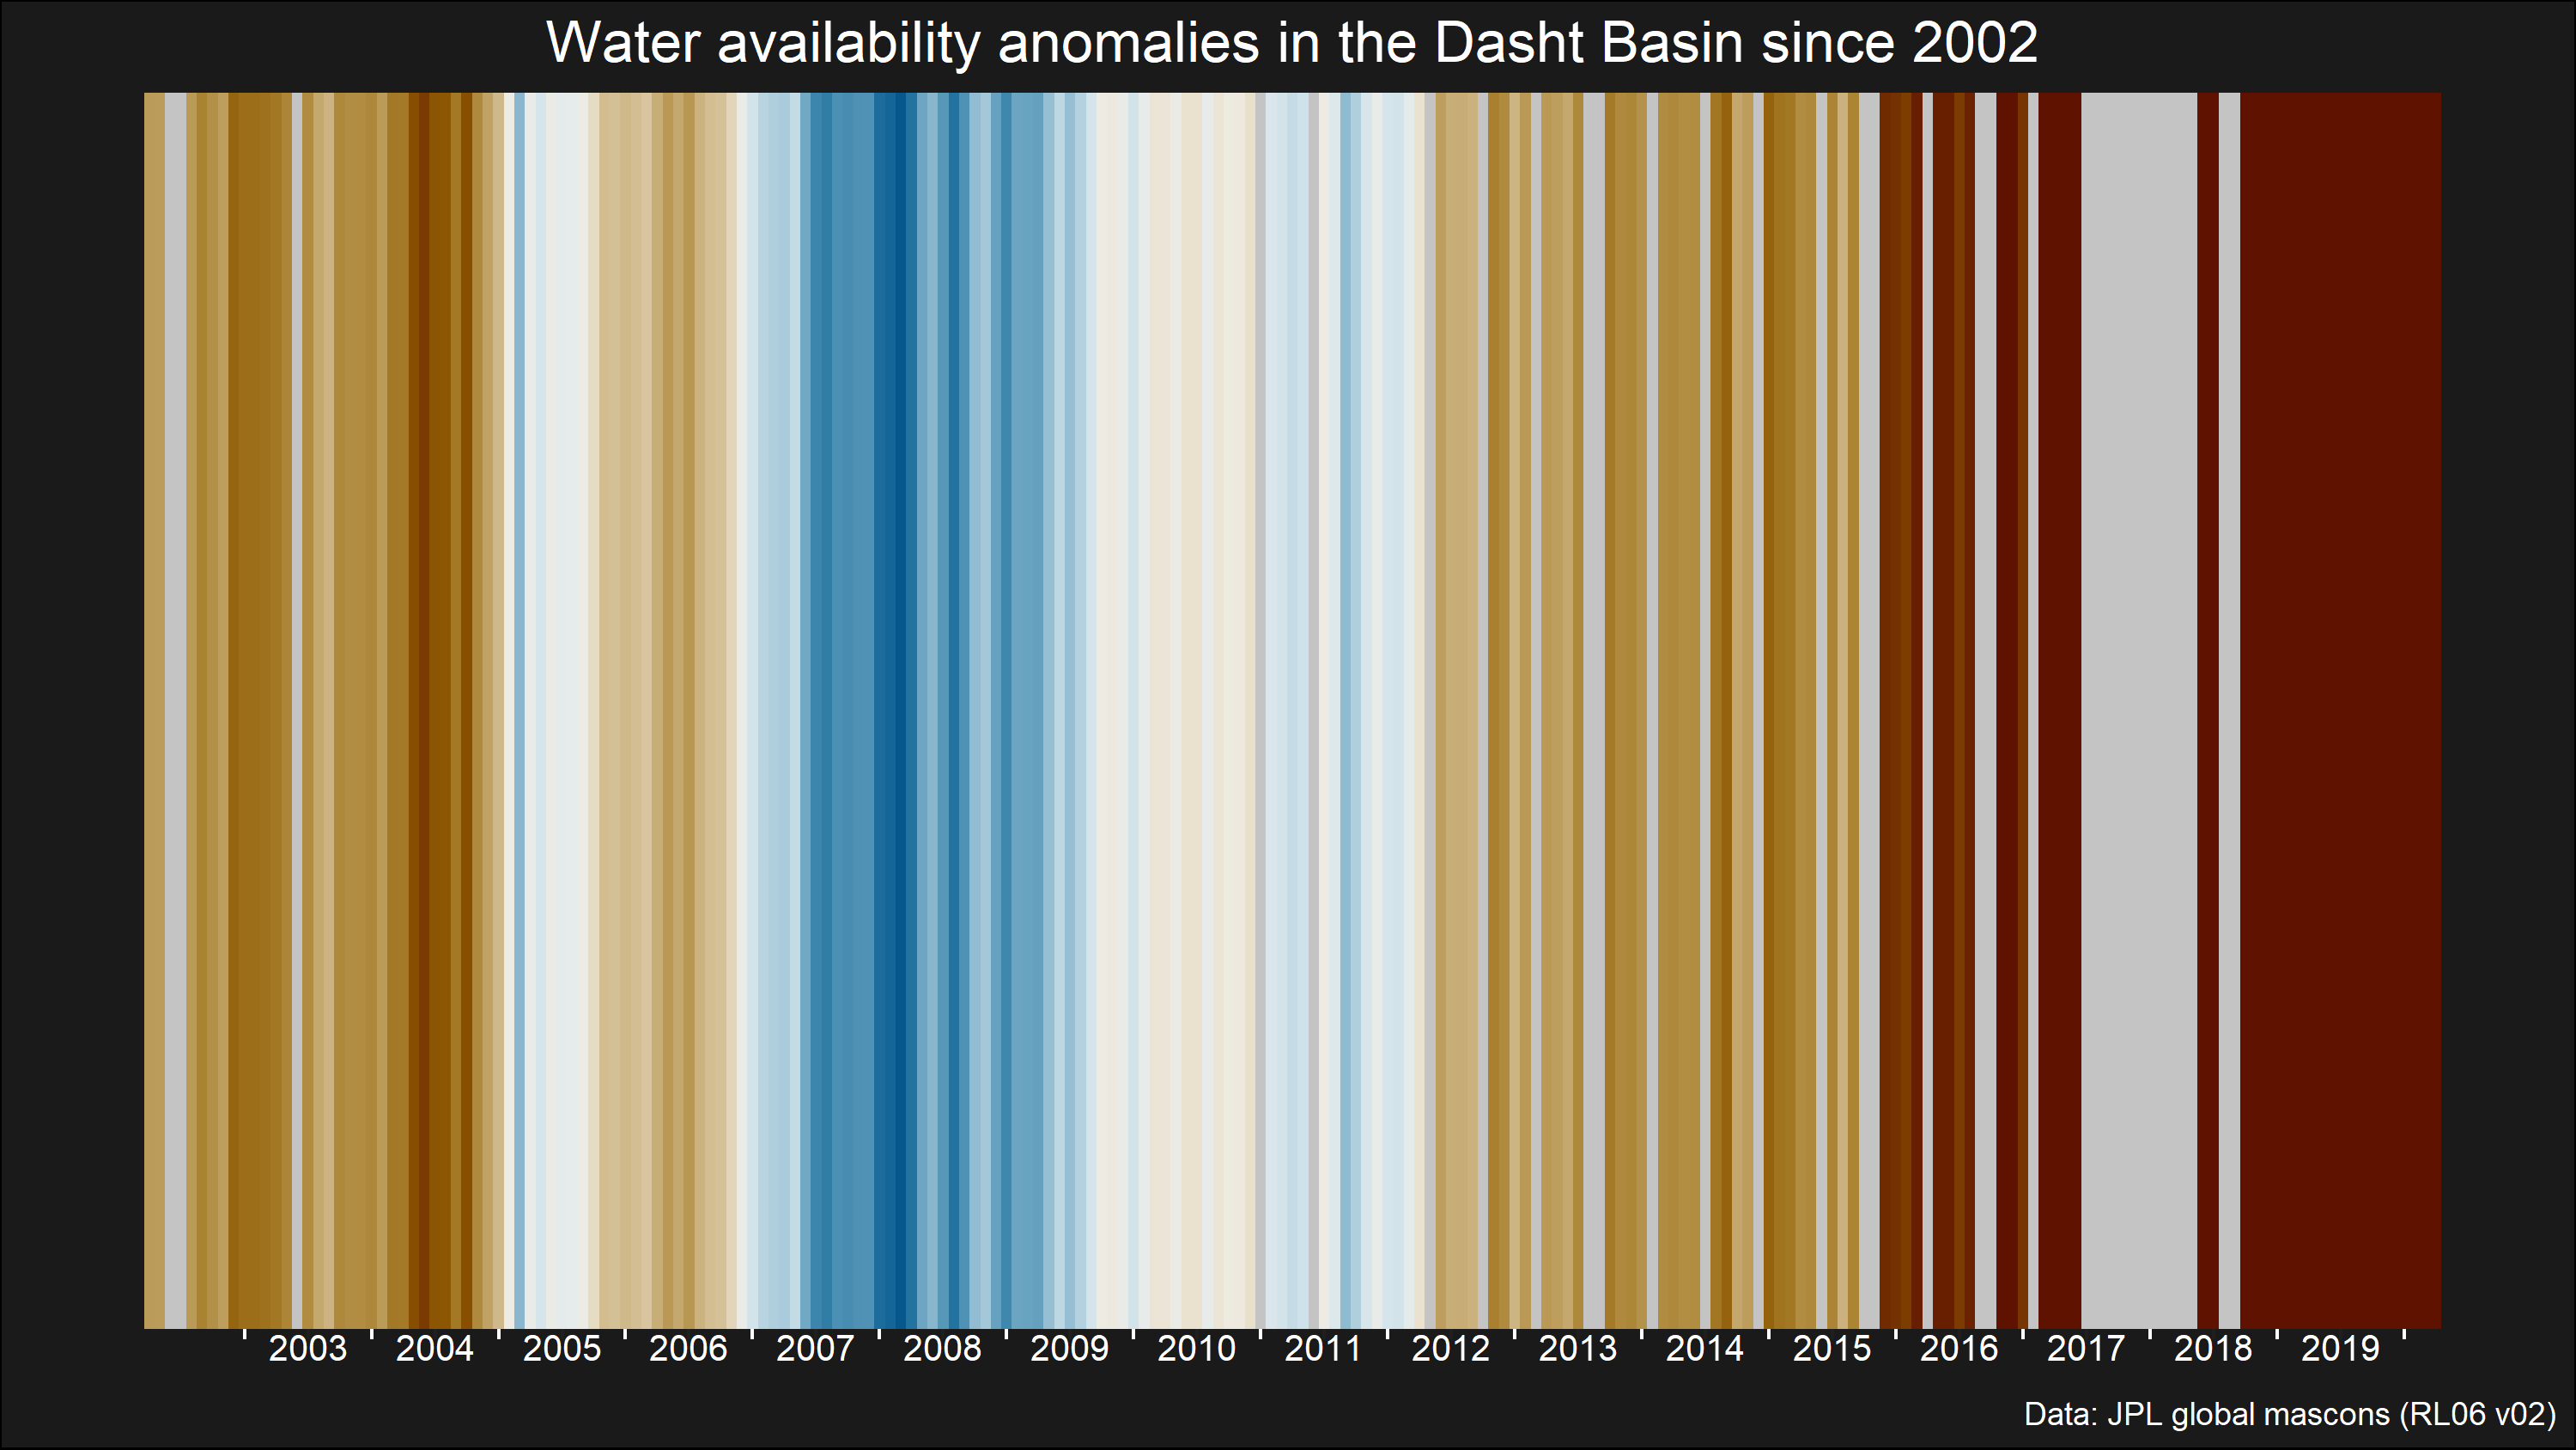 Water availability anomalies in the Dasht Basin since 2002
2003 2004 2005 2006 2007 2008 2009 2010 2011 2012 2013 2014 2015 2016 2017 2018 2019
Data: JPL global mascons (RL06 v02)